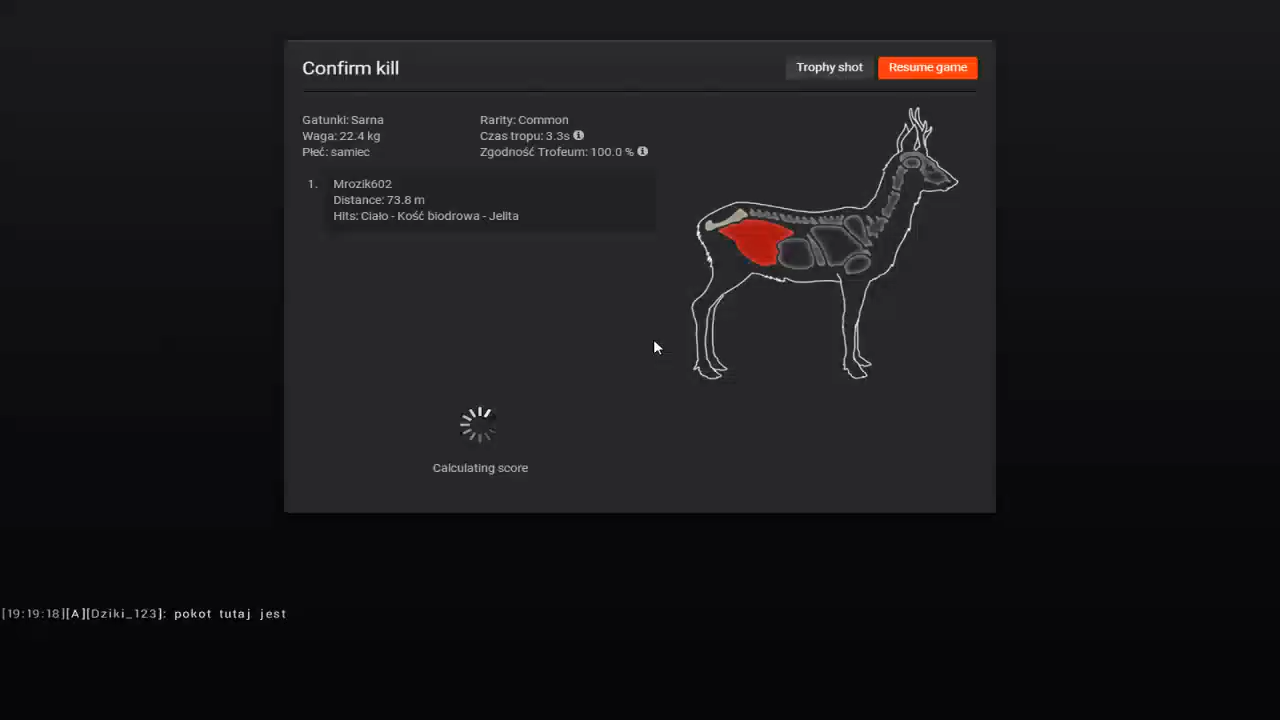 Confirm kill
Trophy shot
Resume game
Gatunki: Sarna
Rarity: Common
Waga: 22.4 kg
Czas tropu: 3.3s
Płeć: samiec
Zgodność Trofeum: 100.0 %
1. Mrozik602
Distance: 73.8 m
Hits: Ciało - Kość biodrowa - Jelita
Calculating score
[19:19:18][A][Dziki_123]: pokot tutaj jest